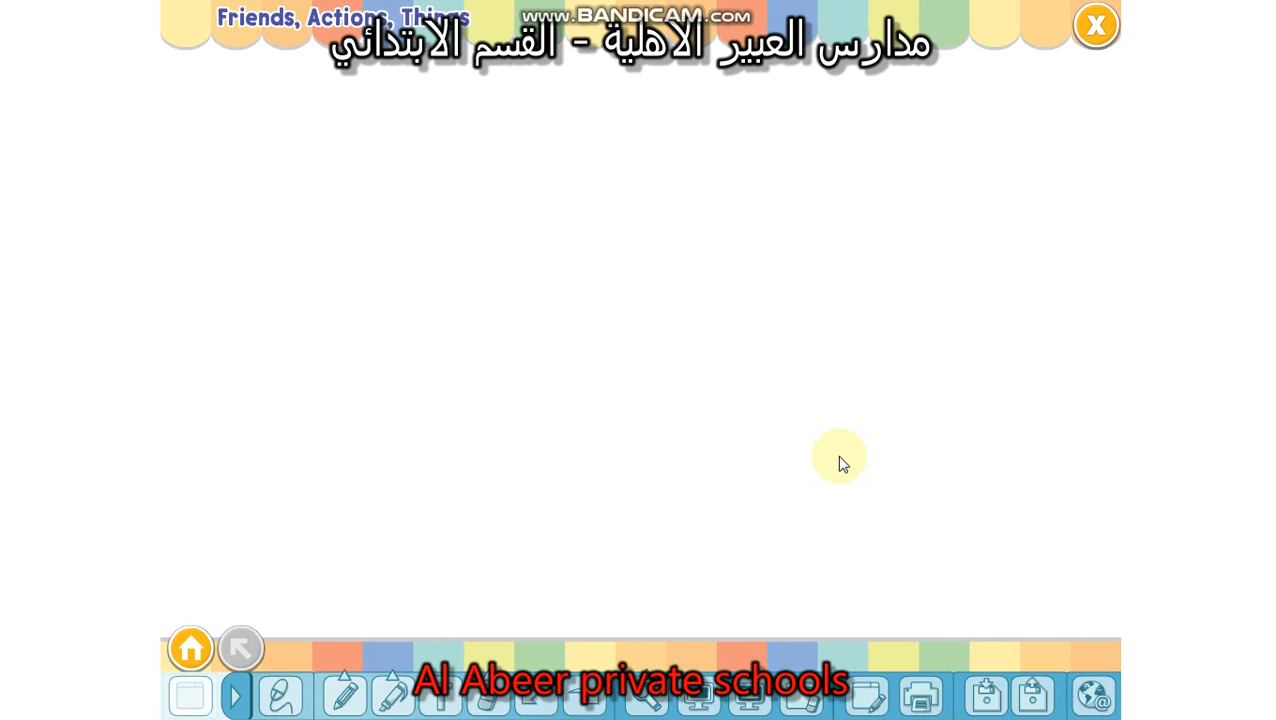 Friends, Actions, Things
www.BANDICAM.com
مدارس العبير الاهلية - القسم الابتدائي
Al Abeer private schools